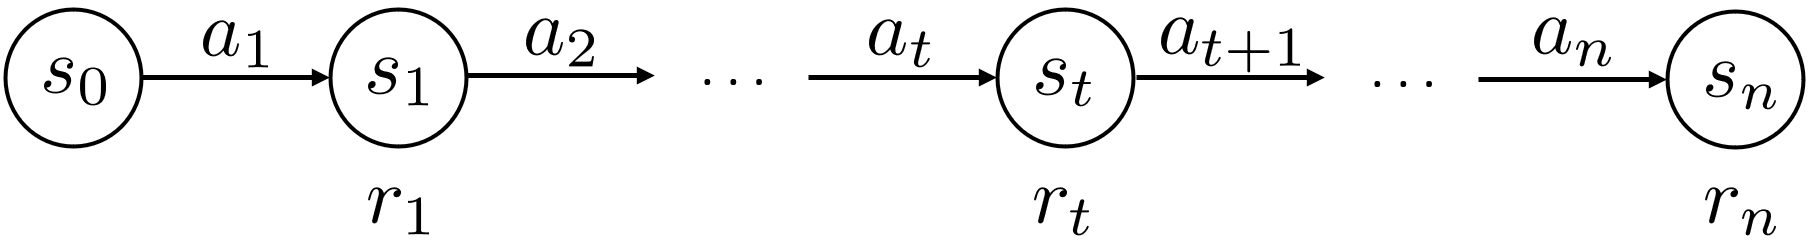 a₁ a₂ aₜ aₜ₊₁ aₙ
s₀ s₁ ... sₜ ... sₙ
r₁ rₜ rₙ